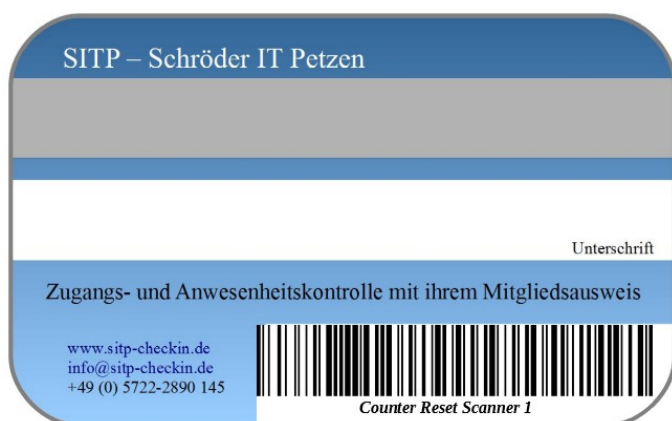 SITP – Schröder IT Petzen
Unterschrift
Zugangs- und Anwesenheitskontrolle mit ihrem Mitgliedsausweis
www.sitp-checkin.de
info@sitp-checkin.de
+49 (0) 5722-2890 145
Counter Reset Scanner 1